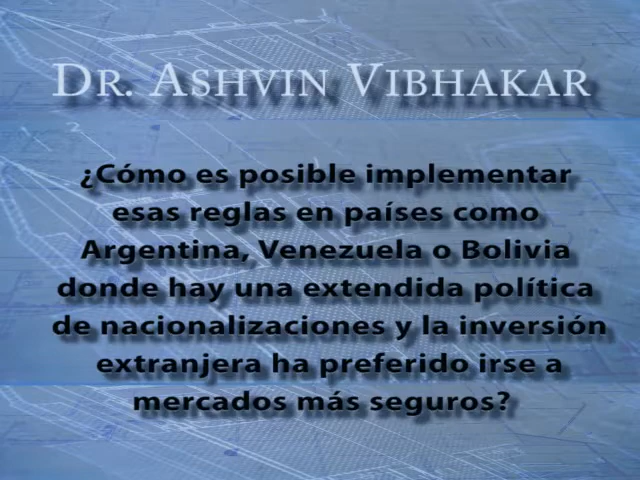 DR. ASHVIN VIBHAKAR
¿Cómo es posible implementar
esas reglas en países como
Argentina, Venezuela o Bolivia
donde hay una extendida política
de nacionalizaciones y la inversión
extranjera ha preferido irse a
mercados más seguros?